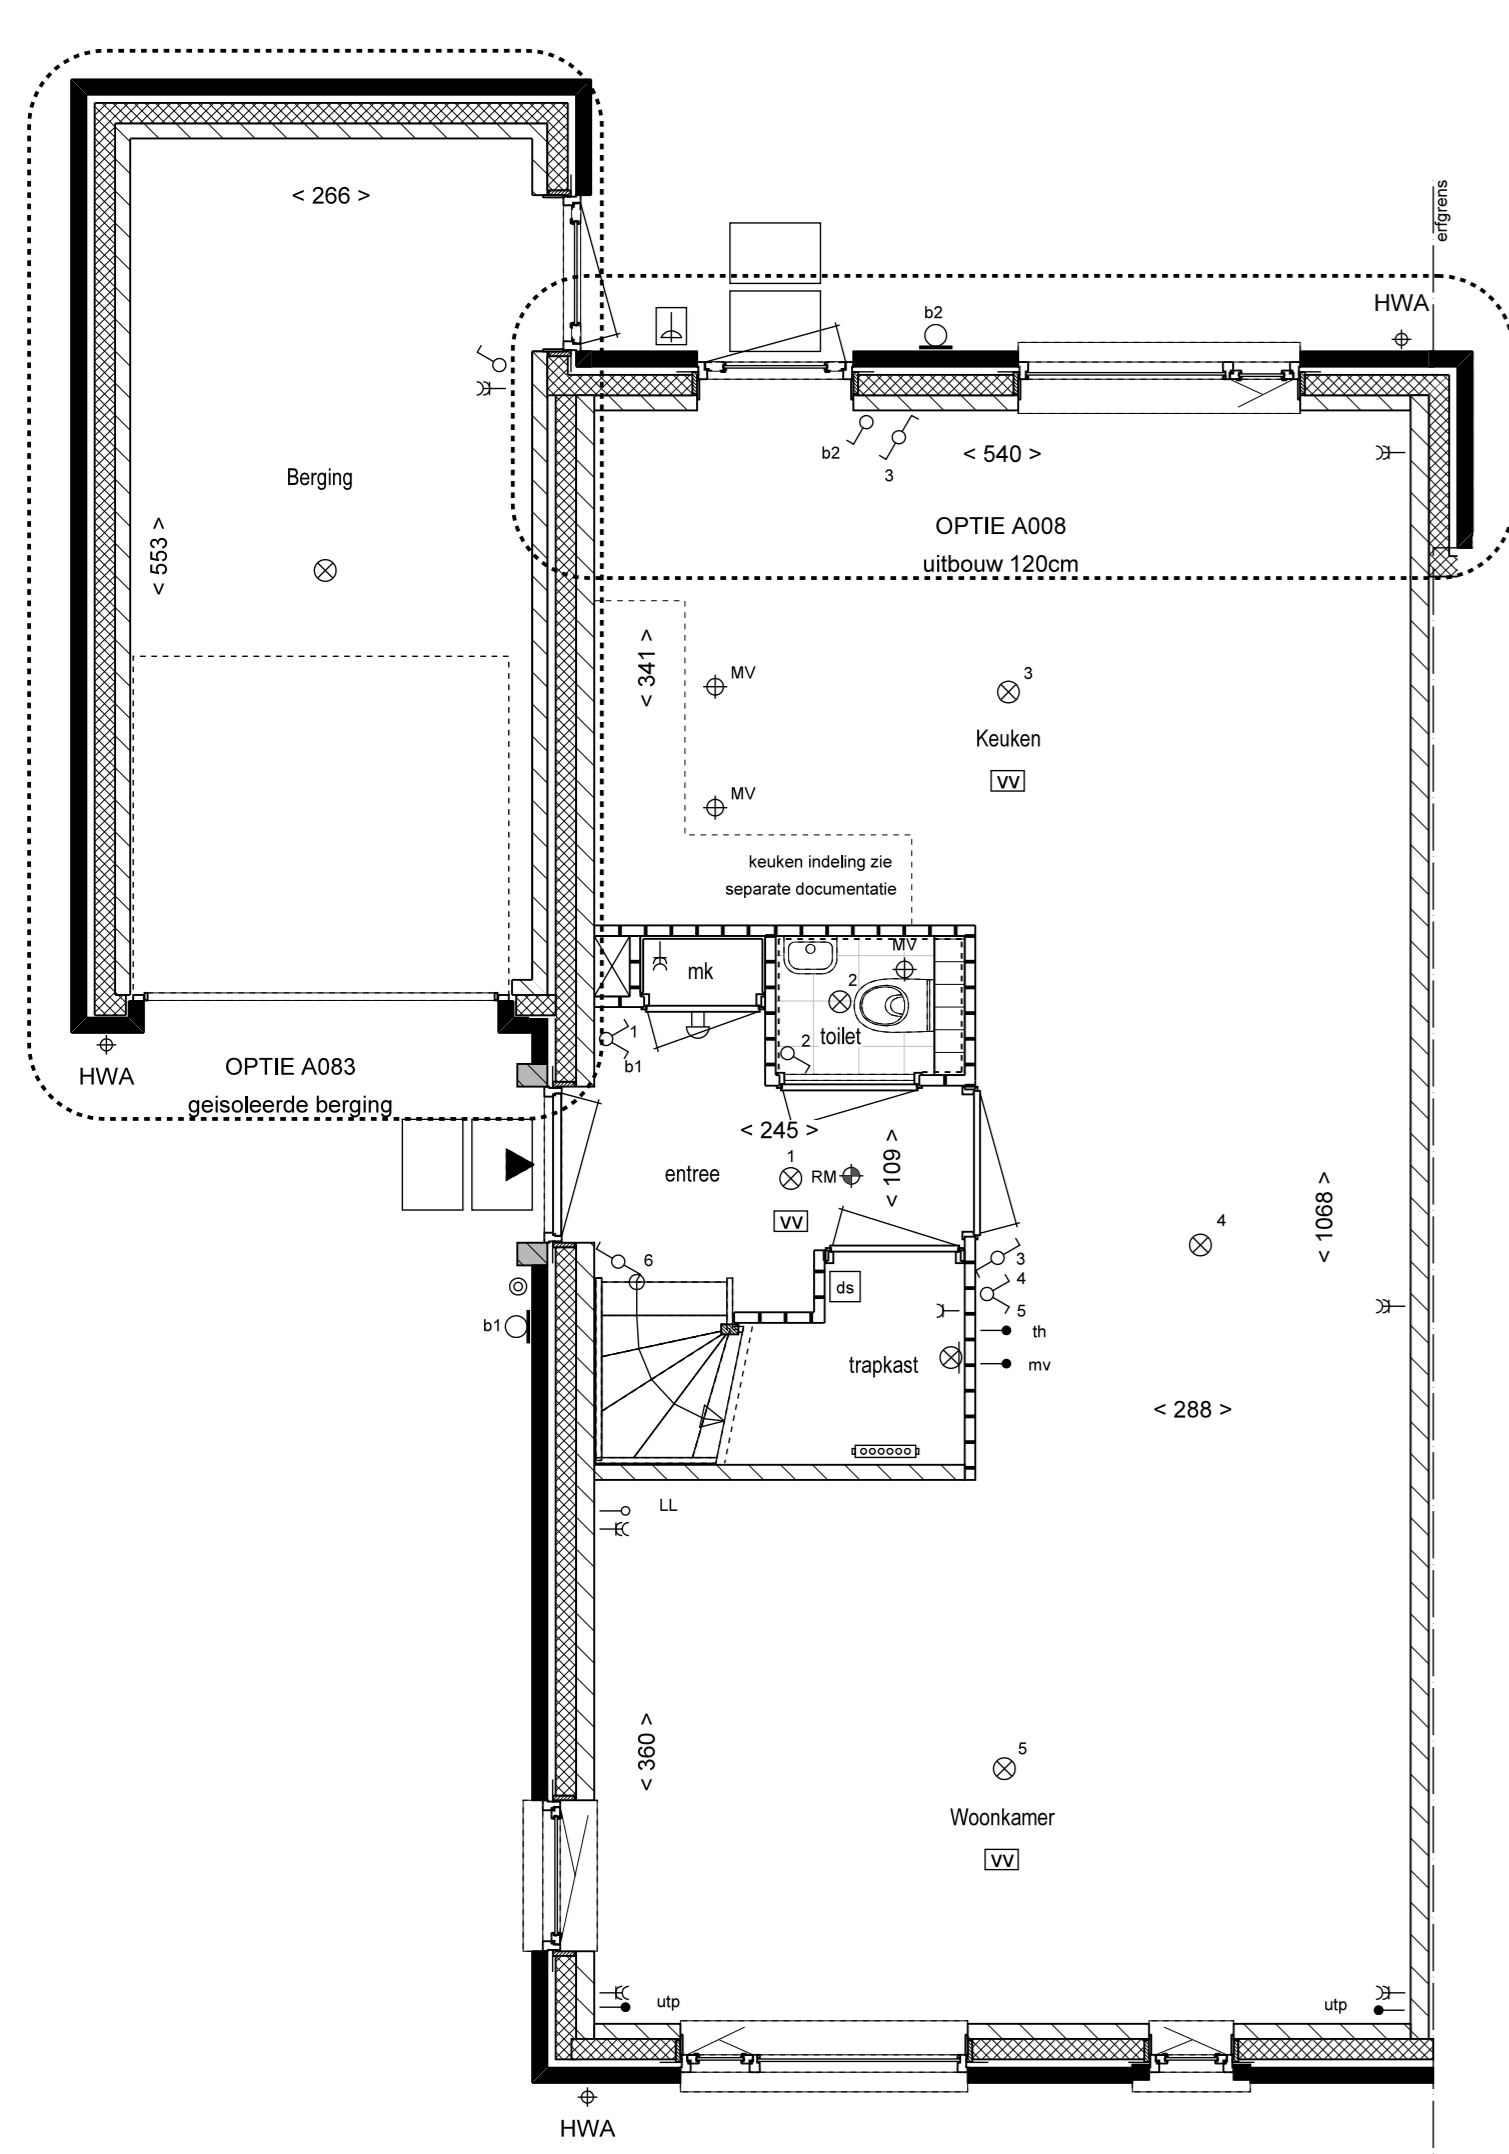 < 266 >
erfgrens
HWA
b2
b2
3
< 540 >
Berging
OPTIE A008
uitbouw 120cm
< 553 >
< 341 >
MV
3
Keuken
VV
MV
keuken indeling zie
separate documentatie
mk
MV
2
toilet
2
1
b1
HWA
OPTIE A083
geisoleerde berging
< 245 >
< 109 >
1
RM
entree
VV
< 1068 >
4
6
3
4
5
ds
b1
th
mv
trapkast
< 288 >
LL
< 360 >
5
Woonkamer
VV
utp
utp
HWA